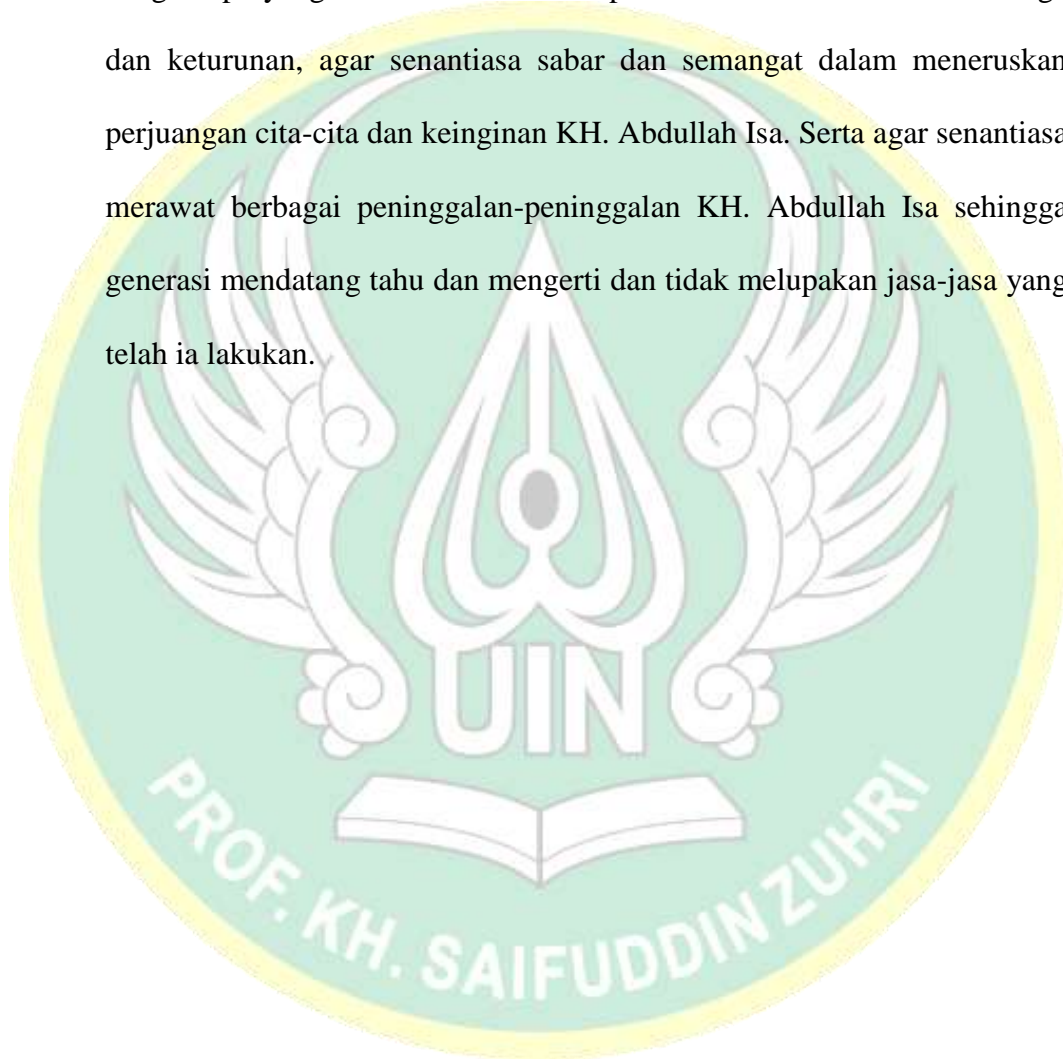 dan keturunan, agar senantiasa sabar dan semangat dalam meneruskan
perjuangan cita-cita dan keinginan KH. Abdullah Isa. Serta agar senantiasa
merawat berbagai peninggalan-peninggalan KH. Abdullah Isa sehingga
generasi mendatang tahu dan mengerti dan tidak melupakan jasa-jasa yang
telah ia lakukan.
UIN
PROF. KH. SAIFUDDIN ZUHRI